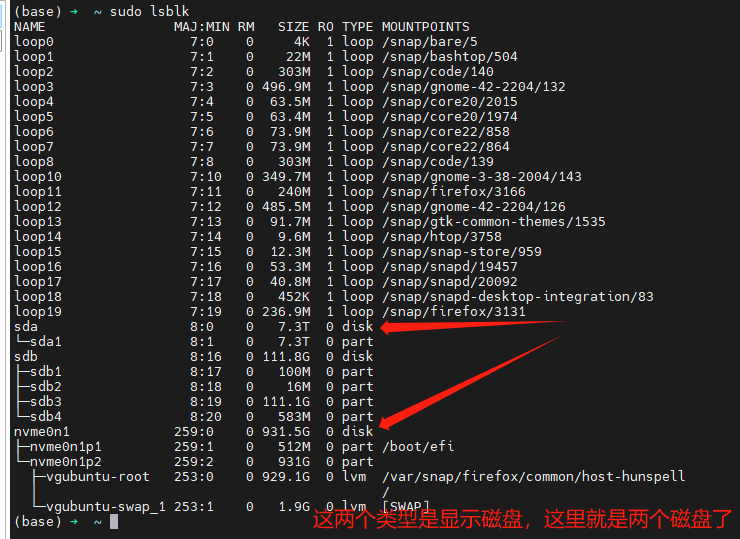 (base) ➜  ~ sudo lsblk
NAME                  MAJ:MIN RM   SIZE RO TYPE MOUNTPOINTS
loop0                   7:0    0     4K  1 loop /snap/bare/5
loop1                   7:1    0    22M  1 loop /snap/bashtop/504
loop2                   7:2    0   303M  1 loop /snap/code/140
loop3                   7:3    0 496.9M  1 loop /snap/gnome-42-2204/132
loop4                   7:4    0  63.5M  1 loop /snap/core20/2015
loop5                   7:5    0  63.4M  1 loop /snap/core20/1974
loop6                   7:6    0  73.9M  1 loop /snap/core22/858
loop7                   7:7    0  73.9M  1 loop /snap/core22/864
loop8                   7:8    0   303M  1 loop /snap/code/139
loop10                  7:10   0 349.7M  1 loop /snap/gnome-3-38-2004/143
loop11                  7:11   0   240M  1 loop /snap/firefox/3166
loop12                  7:12   0 485.5M  1 loop /snap/gnome-42-2204/126
loop13                  7:13   0  91.7M  1 loop /snap/gtk-common-themes/1535
loop14                  7:14   0   9.6M  1 loop /snap/htop/3758
loop15                  7:15   0  12.3M  1 loop /snap/snap-store/959
loop16                  7:16   0  53.3M  1 loop /snap/snapd/19457
loop17                  7:17   0  40.8M  1 loop /snap/snapd/20092
loop18                  7:18   0   452K  1 loop /snap/snapd-desktop-integration/83
loop19                  7:19   0 236.9M  1 loop /snap/firefox/3131
sda                     8:0    0   7.3T  0 disk
└─sda1                  8:1    0   7.3T  0 part
sdb                     8:16   0 111.8G  0 disk
├─sdb1                  8:17   0   100M  0 part
├─sdb2                  8:18   0    16M  0 part
├─sdb3                  8:19   0 111.1G  0 part
└─sdb4                  8:20   0   583M  0 part
nvme0n1               259:0    0 931.5G  0 disk
├─nvme0n1p1           259:1    0   512M  0 part /boot/efi
└─nvme0n1p2           259:2    0   931G  0 part
  ├─vgubuntu-root     253:0    0 929.1G  0 lvm  /var/snap/firefox/common/host-hunspell
  │                                             /
  └─vgubuntu-swap_1   253:1    0   1.9G  0 lvm  [SWAP]
(base) ➜  ~
这两个类型是显示磁盘，这里就是两个磁盘了